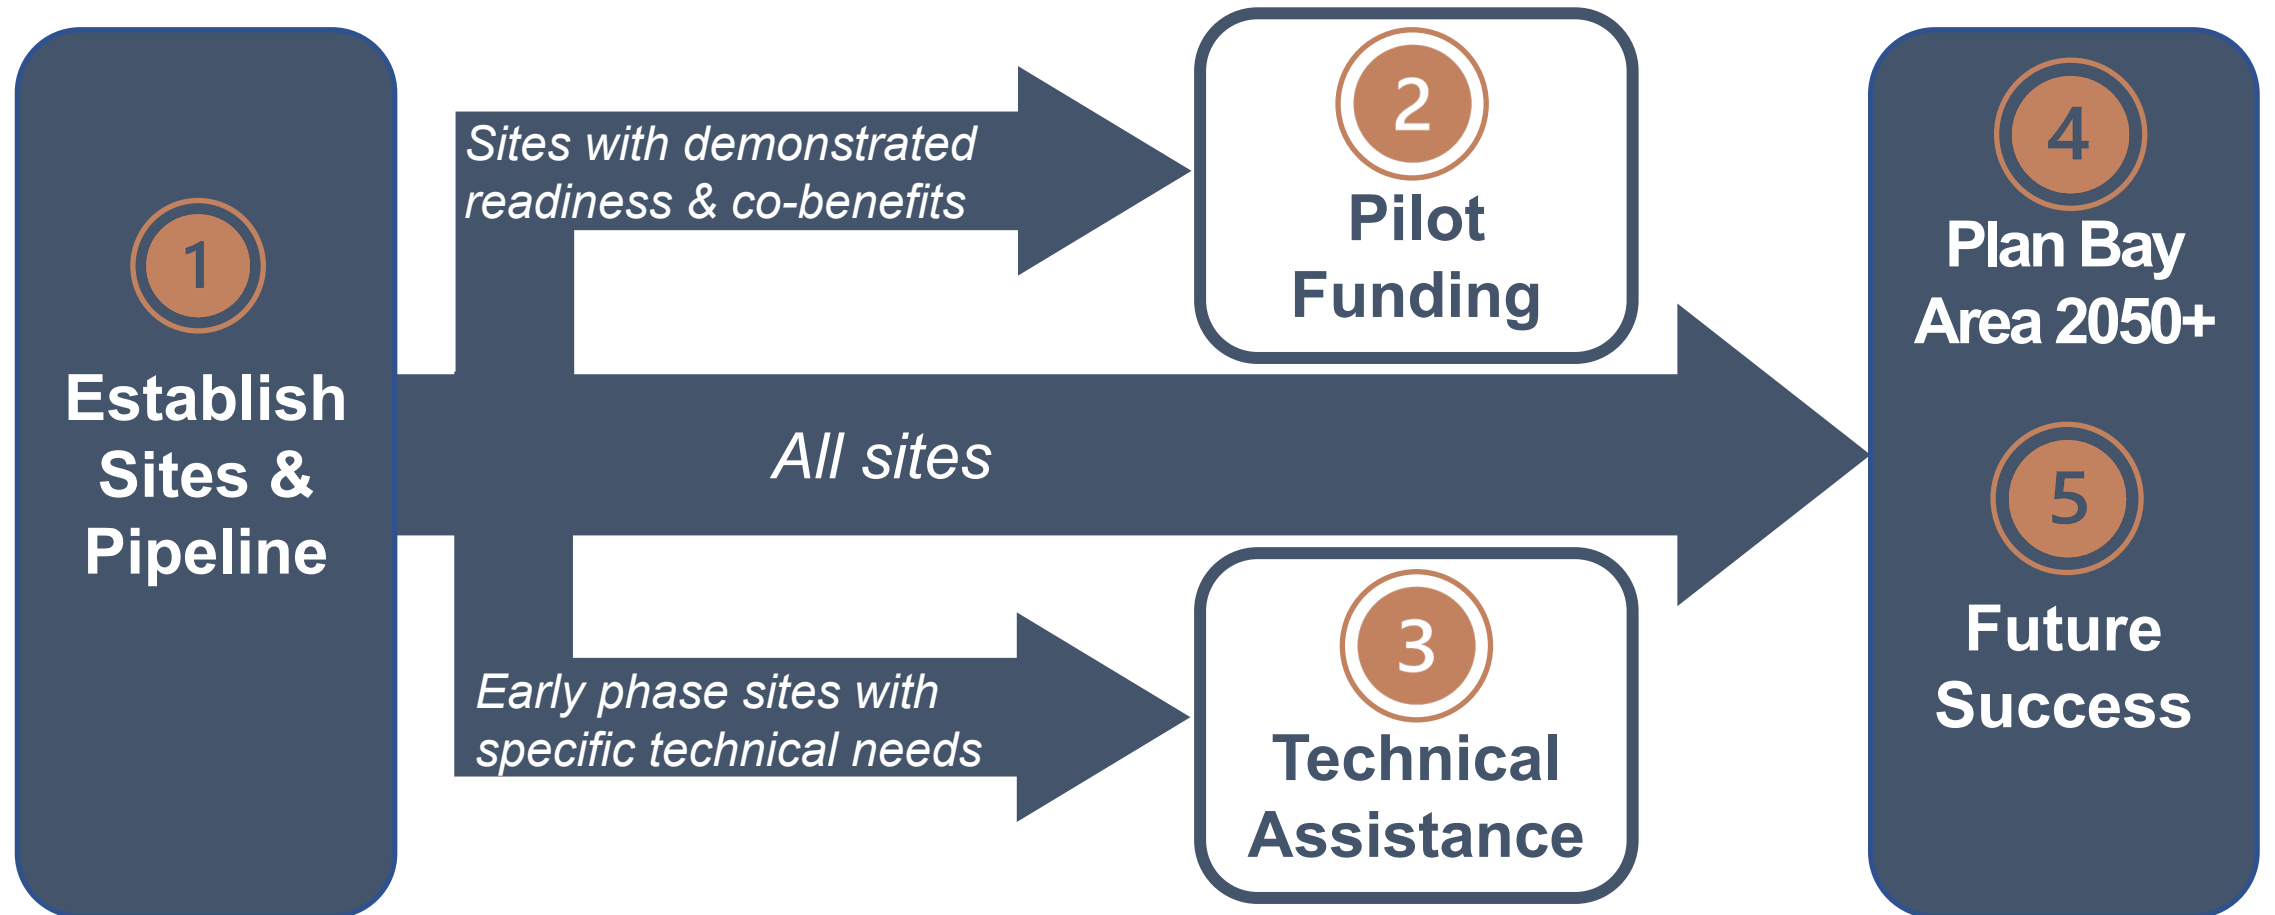 1
Establish
Sites &
Pipeline
Sites with demonstrated
readiness & co-benefits
2
Pilot
Funding
All sites
Early phase sites with
specific technical needs
3
Technical
Assistance
4
Plan Bay
Area 2050+
5
Future
Success